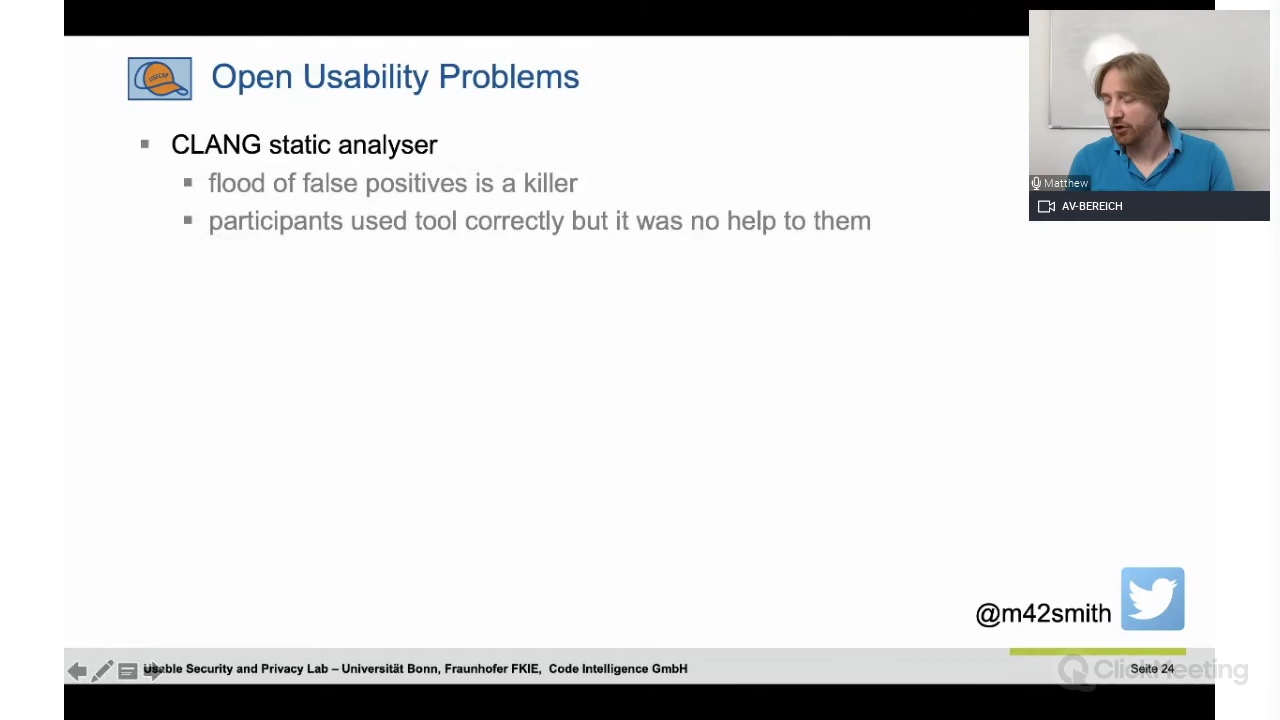 Open Usability Problems
CLANG static analyser
flood of false positives is a killer
participants used tool correctly but it was no help to them
Matthew
AV-BEREICH
@m42smith
Usable Security and Privacy Lab – Universität Bonn, Fraunhofer FKIE, Code Intelligence GmbH
Seite 24
ClickMeeting